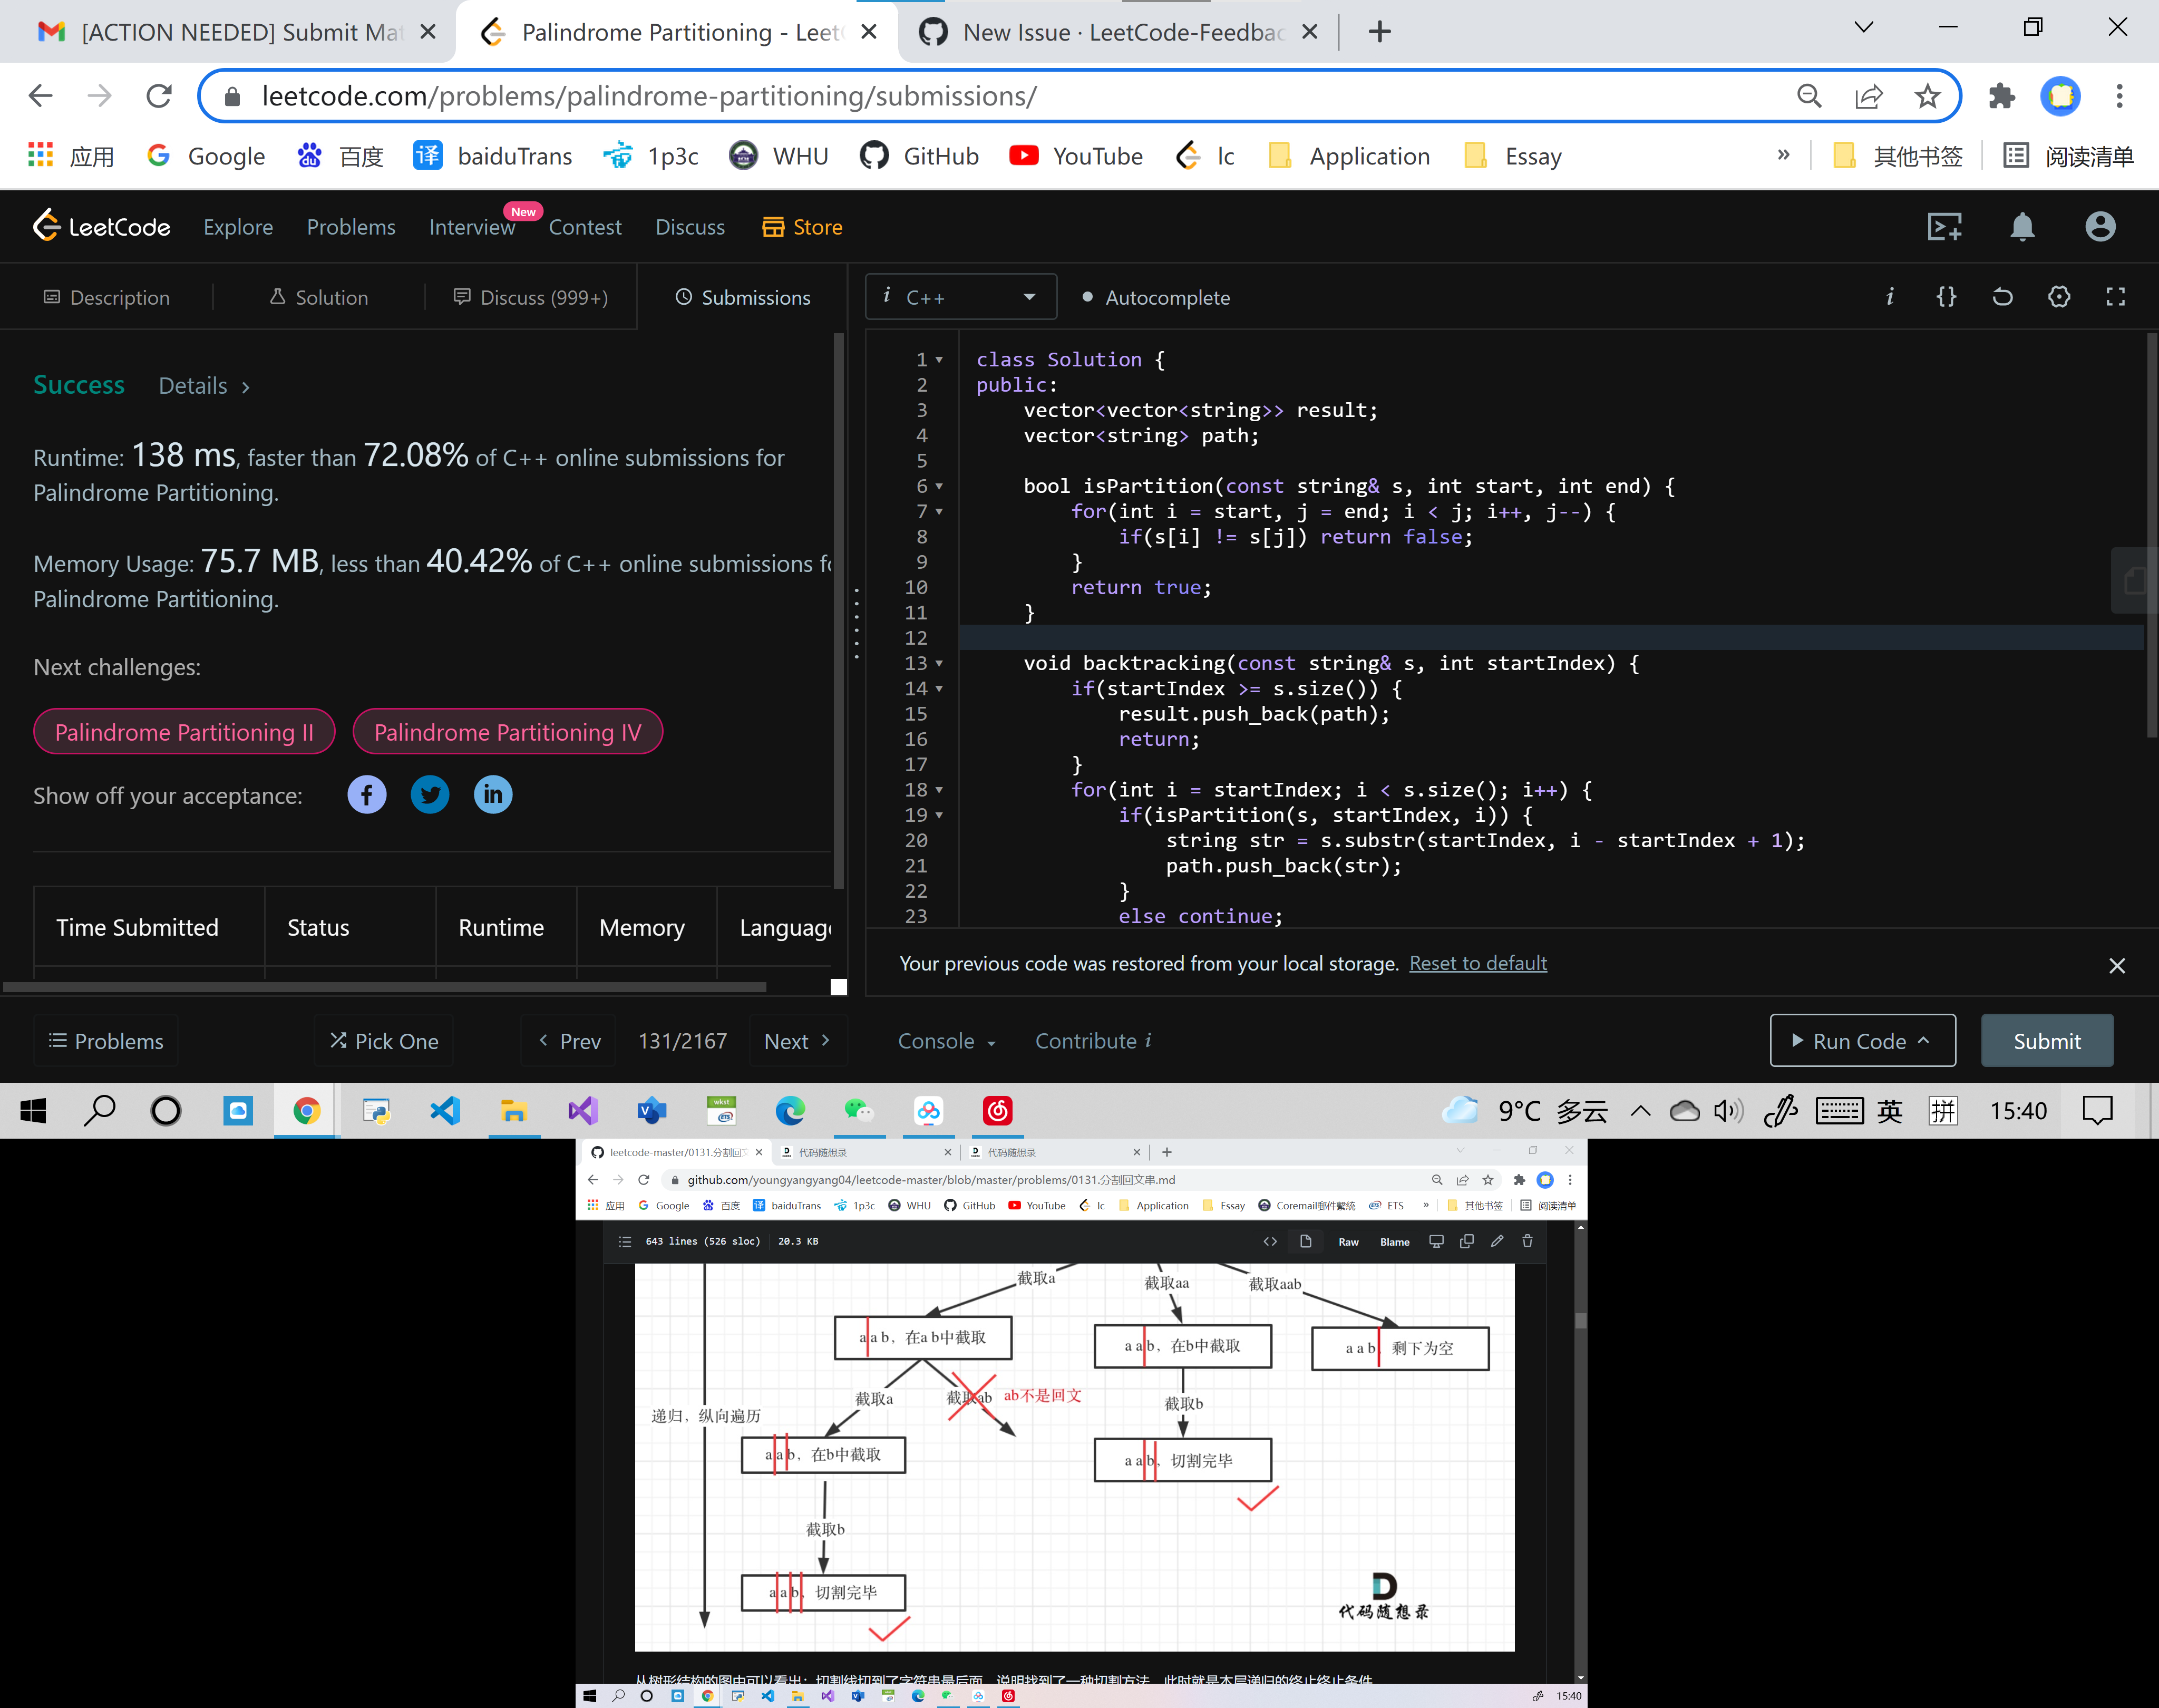 [ACTION NEEDED] Submit Mat
Palindrome Partitioning - Leet
New Issue · LeetCode-Feedbac
leetcode.com/problems/palindrome-partitioning/submissions/
应用 Google 百度 译 baiduTrans 1p3c WHU GitHub YouTube lc Application Essay » 其他书签 阅读清单
LeetCode Explore Problems Interview New Contest Discuss Store
Description Solution Discuss (999+) Submissions
i C++ Autocomplete
Success Details >
Runtime: 138 ms, faster than 72.08% of C++ online submissions for
Palindrome Partitioning.
Memory Usage: 75.7 MB, less than 40.42% of C++ online submissions fo
Palindrome Partitioning.
Next challenges:
Palindrome Partitioning II Palindrome Partitioning IV
Show off your acceptance:
Time Submitted Status Runtime Memory Language
1 class Solution {
2 public:
3 vector<vector<string>> result;
4 vector<string> path;
5
6 bool isPartition(const string& s, int start, int end) {
7 for(int i = start, j = end; i < j; i++, j--) {
8 if(s[i] != s[j]) return false;
9 }
10 return true;
11 }
12
13 void backtracking(const string& s, int startIndex) {
14 if(startIndex >= s.size()) {
15 result.push_back(path);
16 return;
17 }
18 for(int i = startIndex; i < s.size(); i++) {
19 if(isPartition(s, startIndex, i)) {
20 string str = s.substr(startIndex, i - startIndex + 1);
21 path.push_back(str);
22 }
23 else continue;
Your previous code was restored from your local storage. Reset to default
Problems Pick One < Prev 131/2167 Next > Console Contribute i Run Code Submit
9°C 多云 英 拼 15:40
leetcode-master/0131.分割回文 代码随想录 代码随想录
github.com/youngyangyang04/leetcode-master/blob/master/problems/0131.分割回文串.md
应用 Google 百度 译 baiduTrans 1p3c WHU GitHub YouTube lc Application Essay Coremail郵件繫統 ETS » 其他书签 阅读清单
643 lines (526 sloc) 20.3 KB Raw Blame
截取a 截取aa 截取aab
a a b，在a b中截取
a a b，在b中截取
a a b，剩下为空
截取a 截取ab ab不是回文 截取b
递归，纵向遍历
a a b，在b中截取
a a b，切割完毕
截取b
a a b，切割完毕
代码随想录
从树形结构的图中可以看出：切割线切到了字符串最后面，说明找到了一种切割方法，此时就是本层递归的终止终止条件
15:40